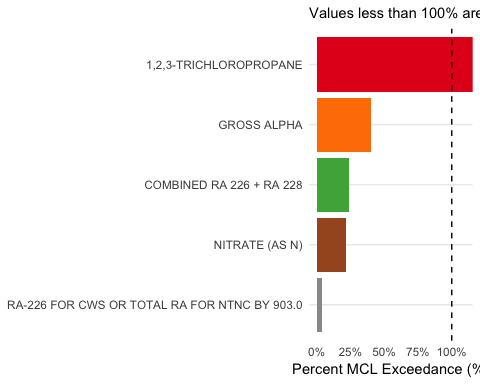 Values less than 100% are
1,2,3-TRICHLOROPROPANE
GROSS ALPHA
COMBINED RA 226 + RA 228
NITRATE (AS N)
RA-226 FOR CWS OR TOTAL RA FOR NTNC BY 903.0
0% 25% 50% 75% 100%
Percent MCL Exceedance (%